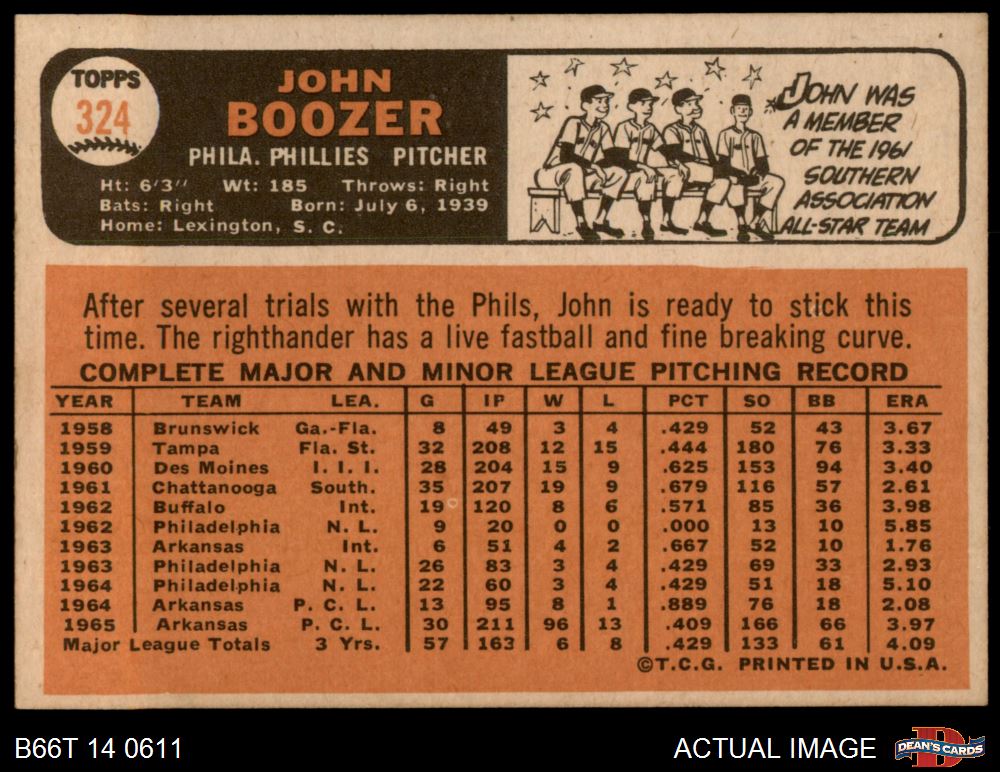 TOPPS
324
JOHN
BOOZER
PHILA. PHILLIES PITCHER
Ht: 6'3" Wt: 185 Throws: Right
Bats: Right Born: July 6, 1939
Home: Lexington, S. C.
JOHN WAS
A MEMBER
OF THE 1961
SOUTHERN
ASSOCIATION
ALL-STAR TEAM
After several trials with the Phils, John is ready to stick this
time. The righthander has a live fastball and fine breaking curve.
COMPLETE MAJOR AND MINOR LEAGUE PITCHING RECORD
YEAR TEAM LEA. G IP W L PCT SO BB ERA
1958 Brunswick Ga.-Fla. 8 49 3 4 .429 52 43 3.67
1959 Tampa Fla. St. 32 208 12 15 .444 180 76 3.33
1960 Des Moines I. I. I. 28 204 15 9 .625 153 94 3.40
1961 Chattanooga South. 35 207 19 9 .679 116 57 2.61
1962 Buffalo Int. 19 120 8 6 .571 85 36 3.98
1962 Philadelphia N. L. 9 20 0 0 .000 13 10 5.85
1963 Arkansas Int. 6 51 4 2 .667 52 10 1.76
1963 Philadelphia N. L. 26 83 3 4 .429 69 33 2.93
1964 Philadelphia N. L. 22 60 3 4 .429 51 18 5.10
1964 Arkansas P. C. L. 13 95 8 1 .889 76 18 2.08
1965 Arkansas P. C. L. 30 211 96 13 .409 166 66 3.97
Major League Totals 3 Yrs. 57 163 6 8 .429 133 61 4.09
©T.C.G. PRINTED IN U.S.A.
B66T 14 0611
ACTUAL IMAGE
DEAN'S CARDS